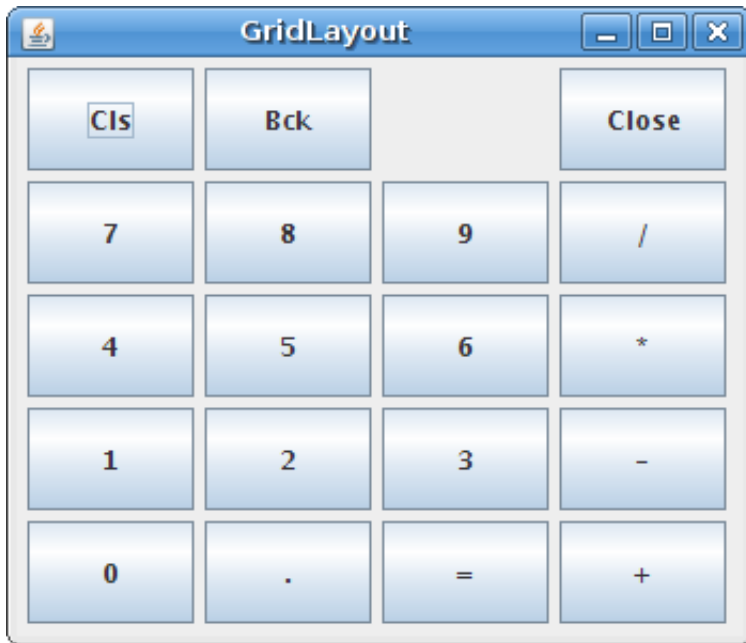 GridLayout
Cls Bck Close
7 8 9 /
4 5 6 *
1 2 3 -
0 . = +